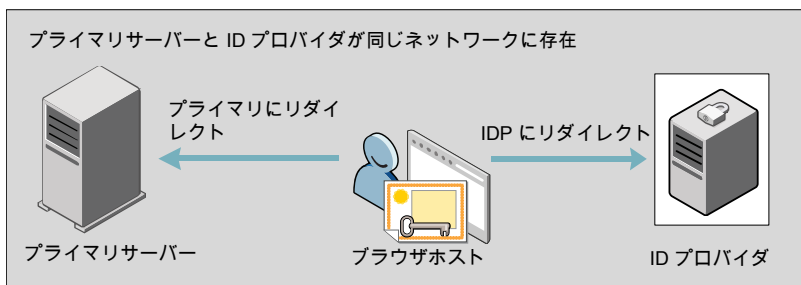 プライマリサーバーと ID プロバイダが同じネットワークに存在
プライマリにリダイ
レクト
IDP にリダイレクト
プライマリサーバー
ブラウザホスト
ID プロバイダ